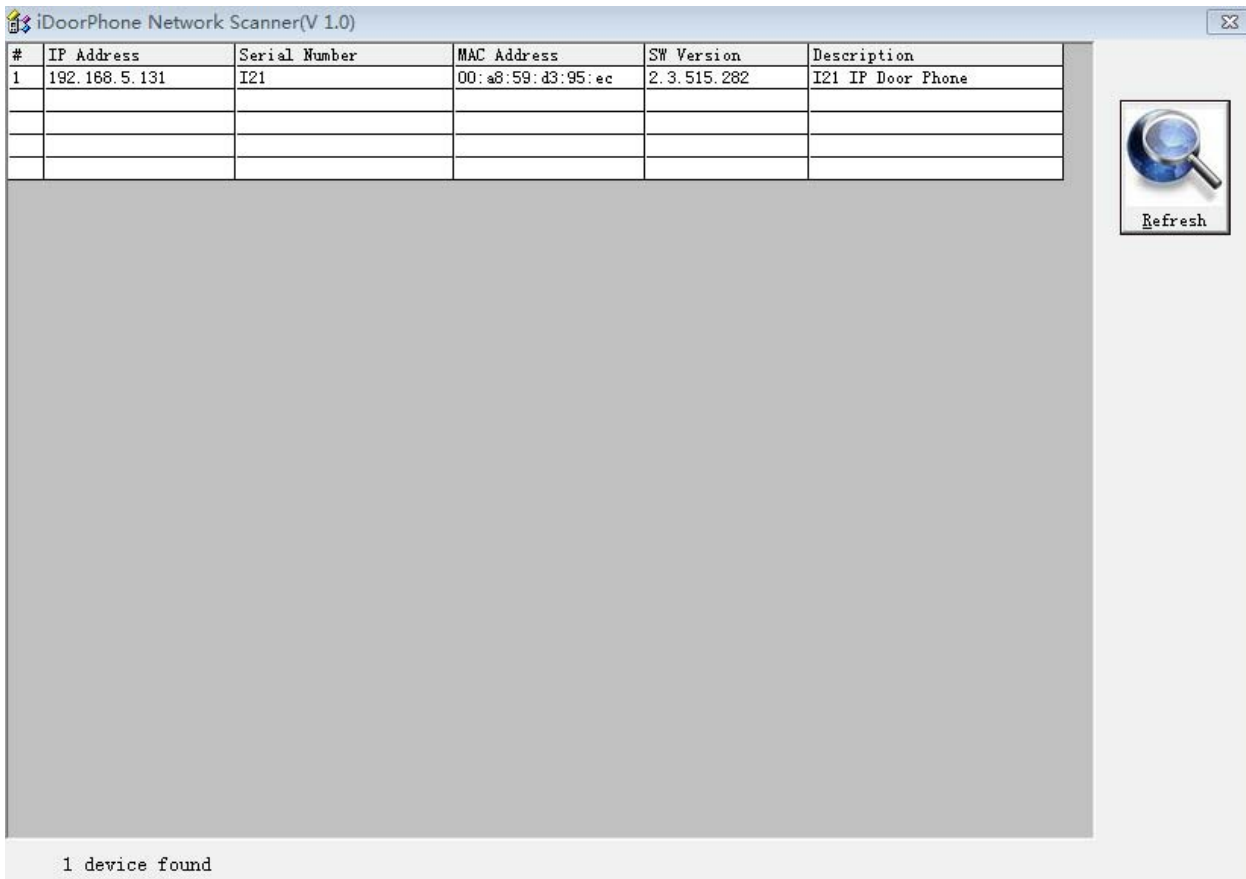 iDoorPhone Network Scanner(V 1.0)
# IP Address Serial Number MAC Address SW Version Description
1 192.168.5.131 I21 00:a8:59:d3:95:ec 2.3.515.282 I21 IP Door Phone
Refresh
1 device found